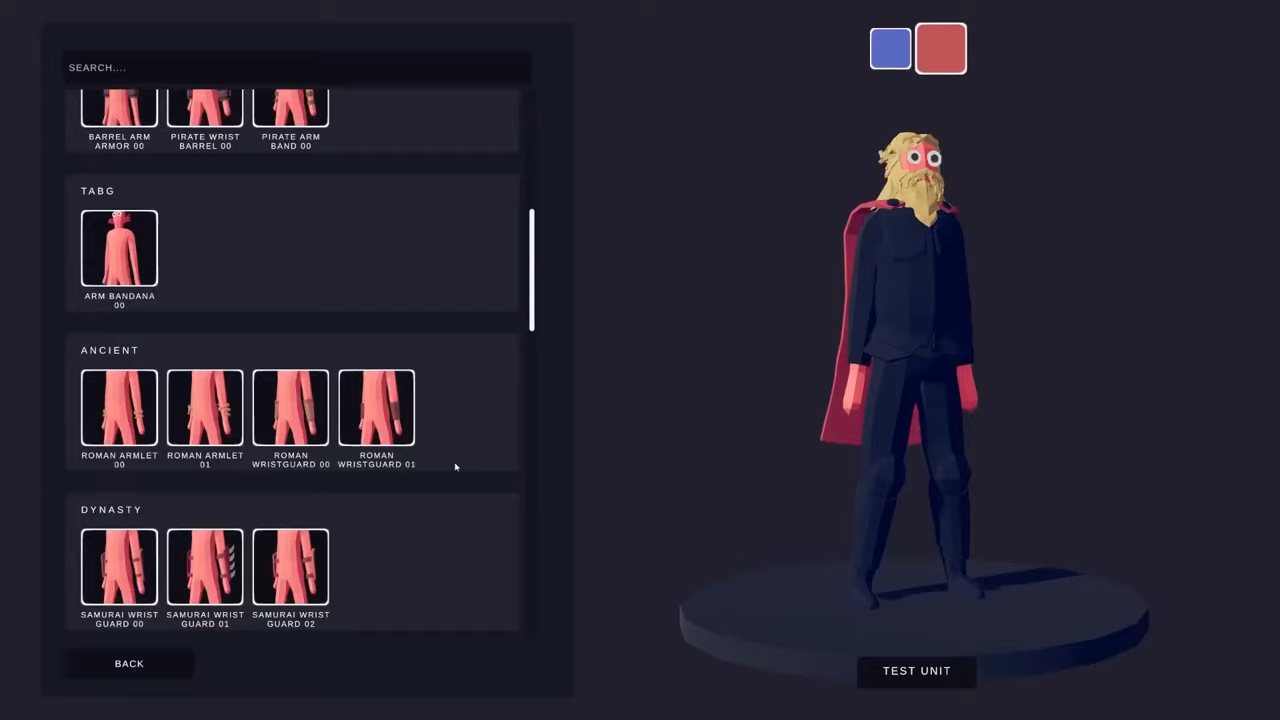 SEARCH....
BARREL ARM
ARMOR 00
PIRATE WRIST
BARREL 00
PIRATE ARM
BAND 00
TABG
ARM BANDANA
00
ANCIENT
ROMAN ARMLET
00
ROMAN ARMLET
01
ROMAN
WRISTGUARD 00
ROMAN
WRISTGUARD 01
DYNASTY
SAMURAI WRIST
GUARD 00
SAMURAI WRIST
GUARD 01
SAMURAI WRIST
GUARD 02
BACK
TEST UNIT